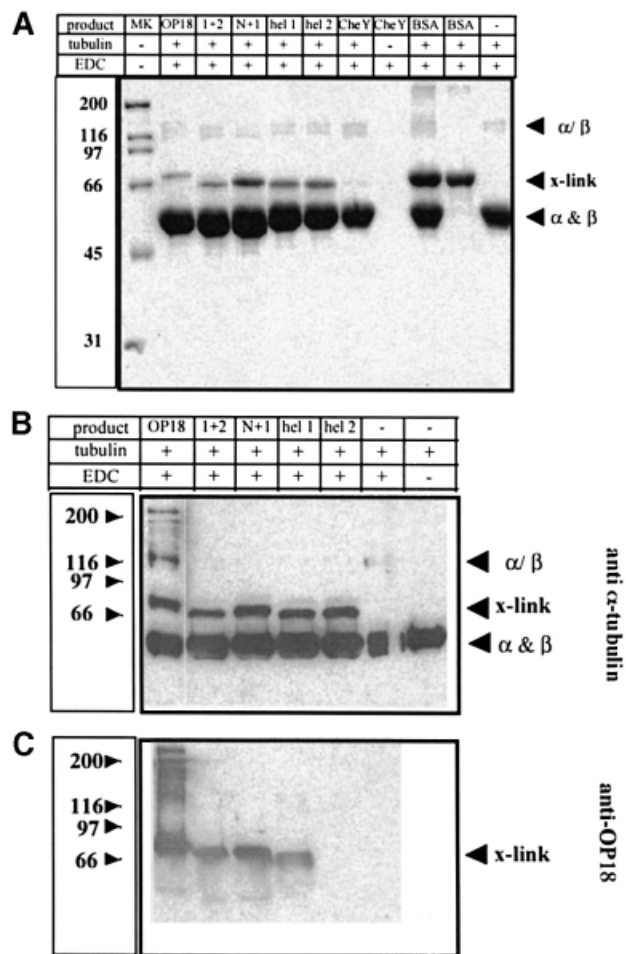 A
product MK OP18 1+2 N+1 hel 1 hel 2 CheY CheY BSA BSA -
tubulin - + + + + + + - + + +
EDC - + + + + + + + + + +
200
116
97
66
45
31
α/ β
x-link
α & β
B
product OP18 1+2 N+1 hel 1 hel 2 - -
tubulin + + + + + + +
EDC + + + + + + -
200
116
97
66
α/ β
x-link
α & β
anti α-tubulin
C
200
116
97
66
x-link
anti-OP18